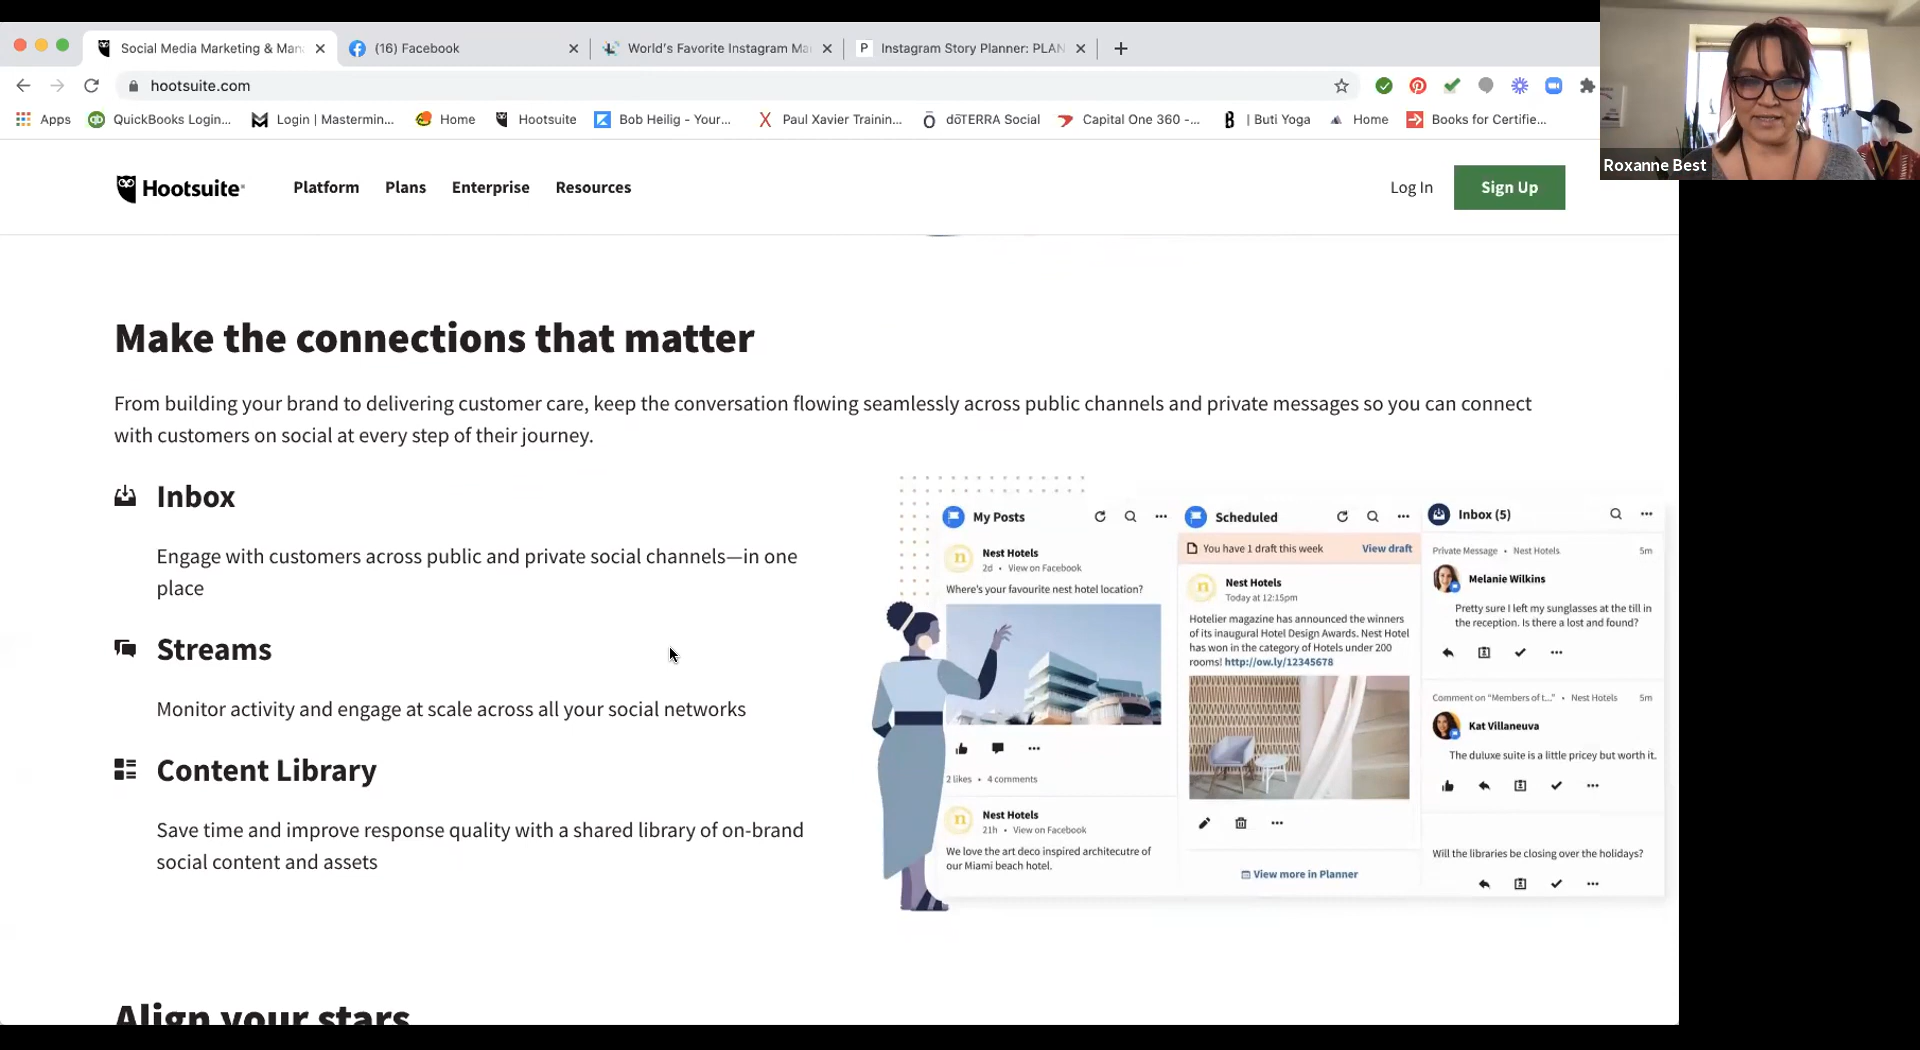 Social Media Marketing & Man
(16) Facebook
World's Favorite Instagram Ma
Instagram Story Planner: PLAN
hootsuite.com
Apps
QuickBooks Login...
Login | Mastermin...
Home
Hootsuite
Bob Heilig - Your...
Paul Xavier Trainin...
dōTERRA Social
Capital One 360 -...
| Buti Yoga
Home
Books for Certifie...
Roxanne Best
Hootsuite
Platform
Plans
Enterprise
Resources
Log In
Sign Up
Make the connections that matter
From building your brand to delivering customer care, keep the conversation flowing seamlessly across public channels and private messages so you can connect
with customers on social at every step of their journey.
Inbox
Engage with customers across public and private social channels—in one
place
Streams
Monitor activity and engage at scale across all your social networks
Content Library
Save time and improve response quality with a shared library of on-brand
social content and assets
My Posts
Nest Hotels
2d • View on Facebook
Where's your favourite nest hotel location?
2 likes • 4 comments
Nest Hotels
21h • View on Facebook
We love the art deco inspired architecutre of
our Miami beach hotel.
Scheduled
You have 1 draft this week
View draft
Nest Hotels
Today at 12:15pm
Hotelier magazine has announced the winners
of its inaugural Hotel Design Awards. Nest Hotel
has won in the category of Hotels under 200
rooms! http://ow.ly/12345678
View more in Planner
Inbox (5)
Private Message • Nest Hotels
5m
Melanie Wilkins
Pretty sure I left my sunglasses at the till in
the reception. Is there a lost and found?
Comment on "Members of t..." • Nest Hotels
5m
Kat Villaneuva
The duluxe suite is a little pricey but worth it.
Will the libraries be closing over the holidays?
Align your stars